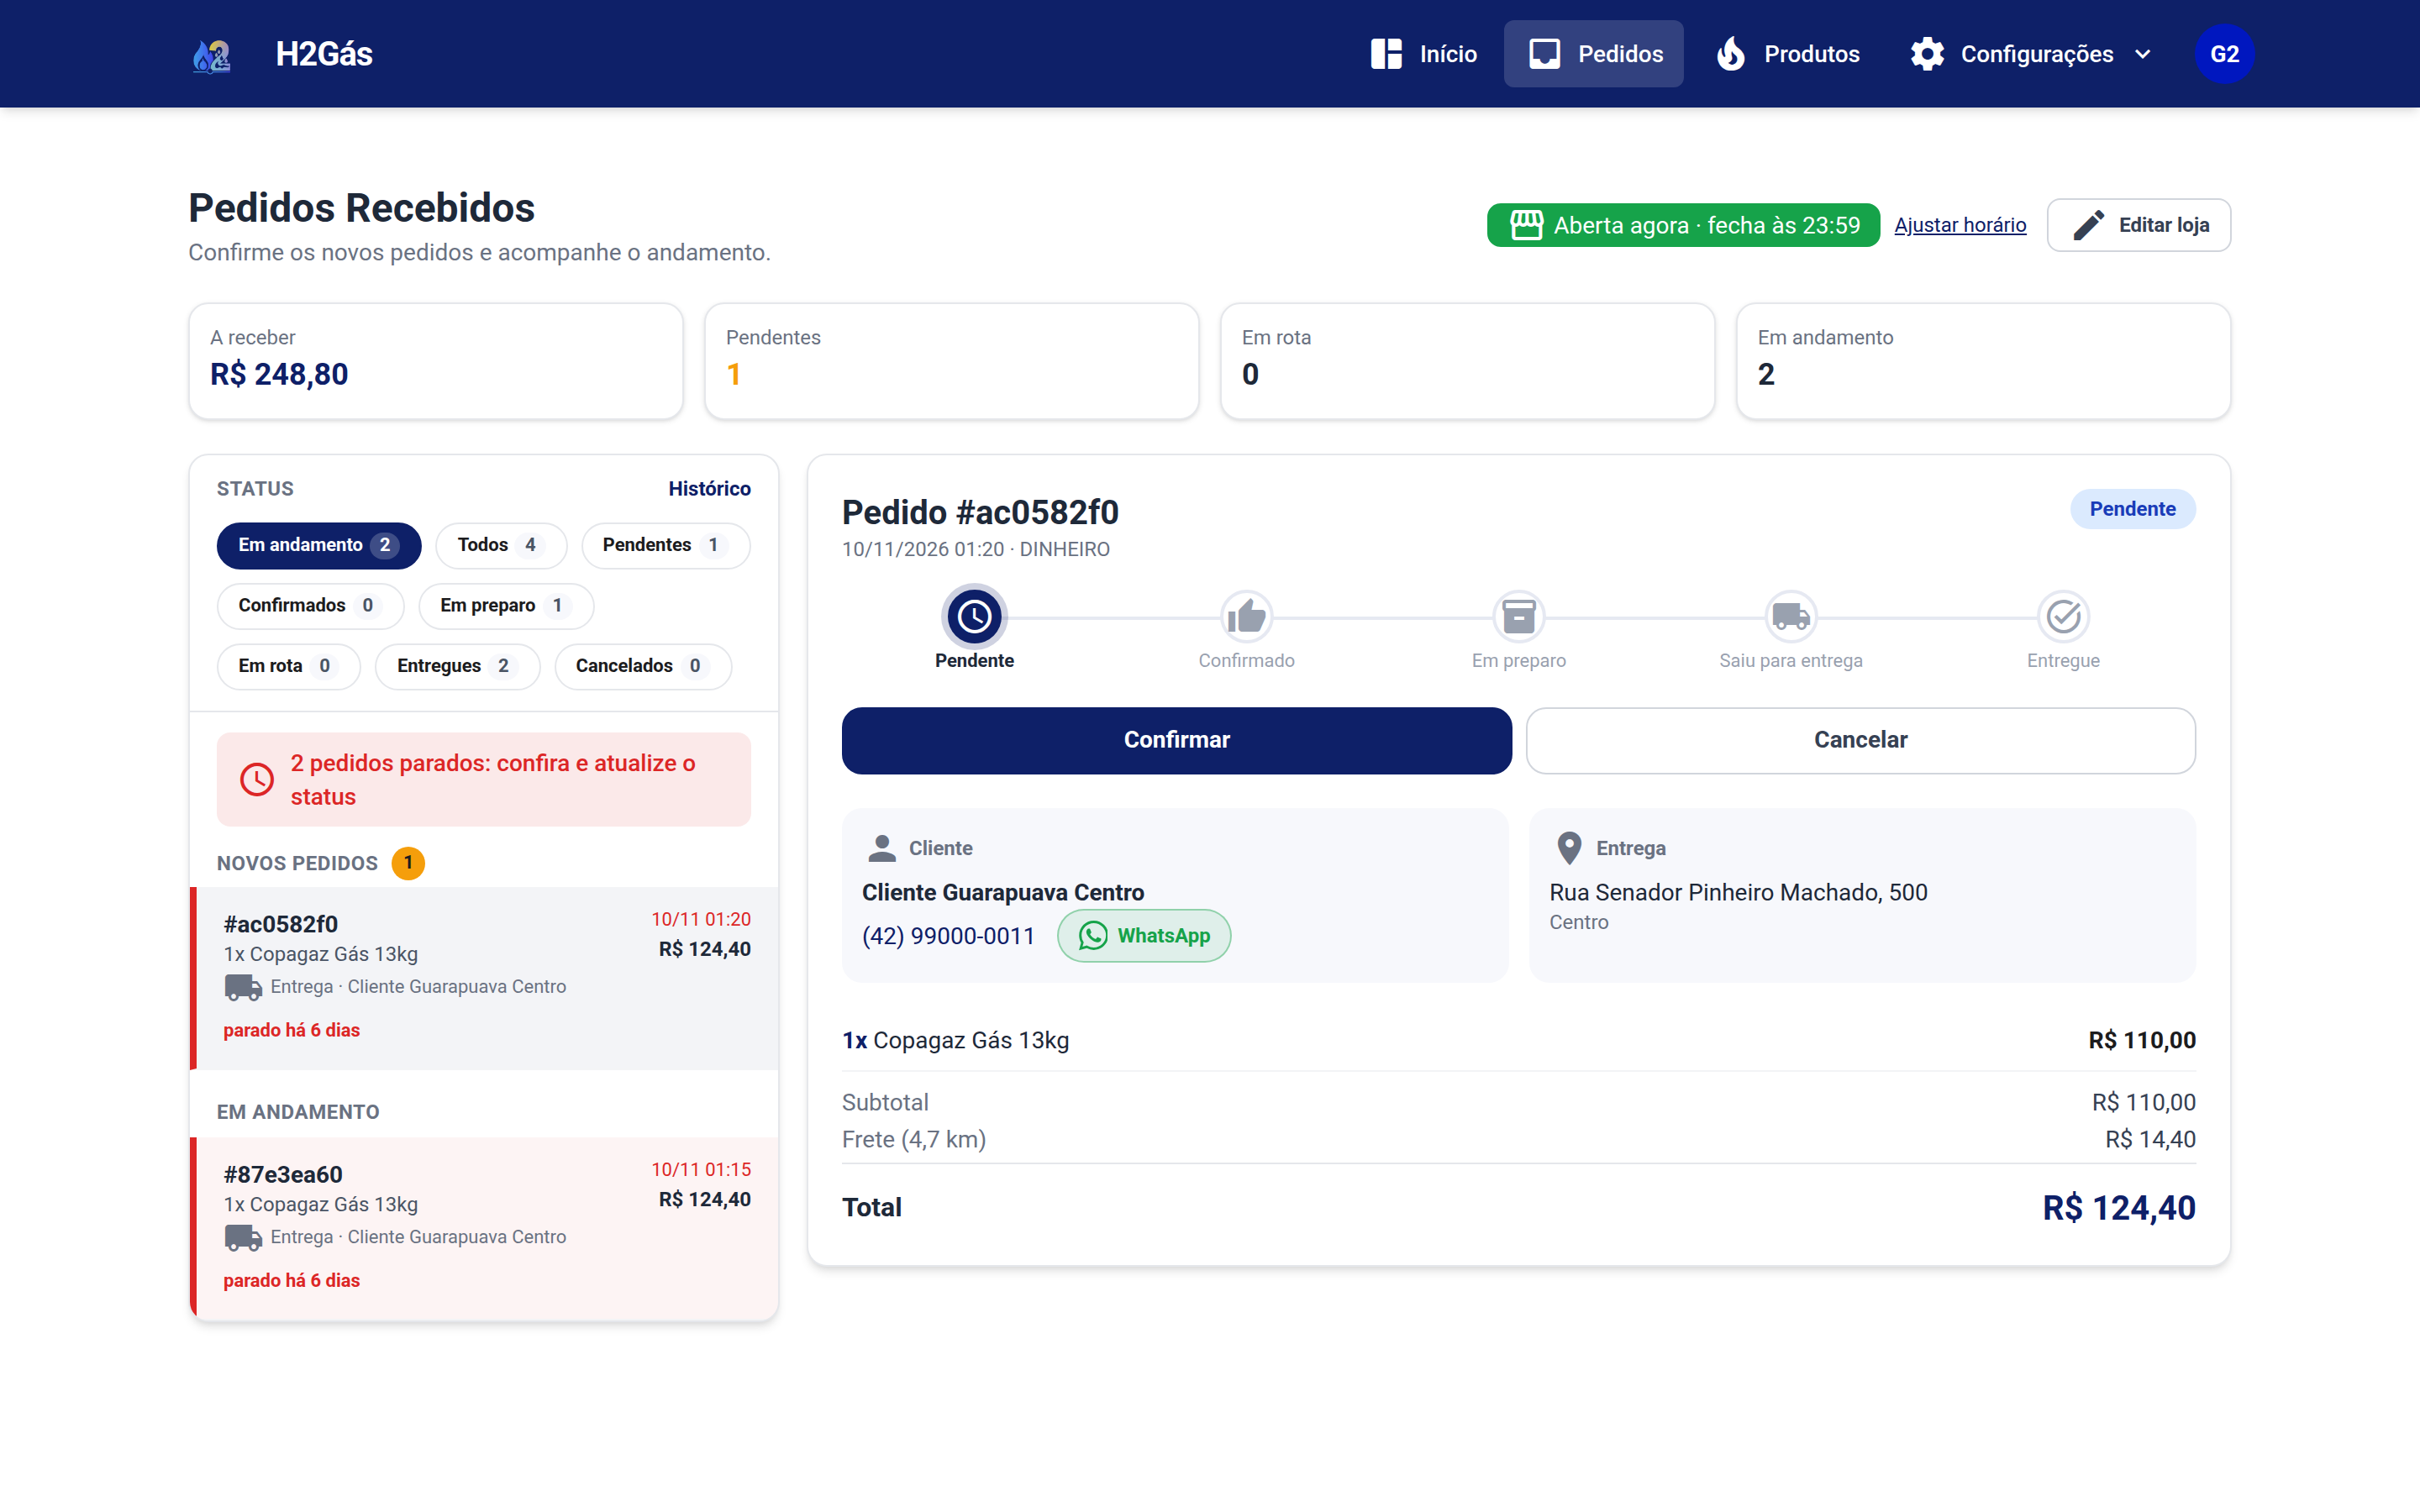 H2Gás
Início
Pedidos
Produtos
Configurações
G2
Pedidos Recebidos
Confirme os novos pedidos e acompanhe o andamento.
Aberta agora · fecha às 23:59
Ajustar horário
Editar loja
A receber
R$ 248,80
Pendentes
1
Em rota
0
Em andamento
2
STATUS
Histórico
Em andamento 2
Todos 4
Pendentes 1
Confirmados 0
Em preparo 1
Em rota 0
Entregues 2
Cancelados 0
2 pedidos parados: confira e atualize o
status
NOVOS PEDIDOS 1
#ac0582f0
10/11 01:20
1x Copagaz Gás 13kg
R$ 124,40
Entrega · Cliente Guarapuava Centro
parado há 6 dias
EM ANDAMENTO
#87e3ea60
10/11 01:15
1x Copagaz Gás 13kg
R$ 124,40
Entrega · Cliente Guarapuava Centro
parado há 6 dias
Pedido #ac0582f0
Pendente
10/11/2026 01:20 · DINHEIRO
Pendente
Confirmado
Em preparo
Saiu para entrega
Entregue
Confirmar
Cancelar
Cliente
Cliente Guarapuava Centro
(42) 99000-0011
WhatsApp
Entrega
Rua Senador Pinheiro Machado, 500
Centro
1x Copagaz Gás 13kg
R$ 110,00
Subtotal
R$ 110,00
Frete (4,7 km)
R$ 14,40
Total
R$ 124,40